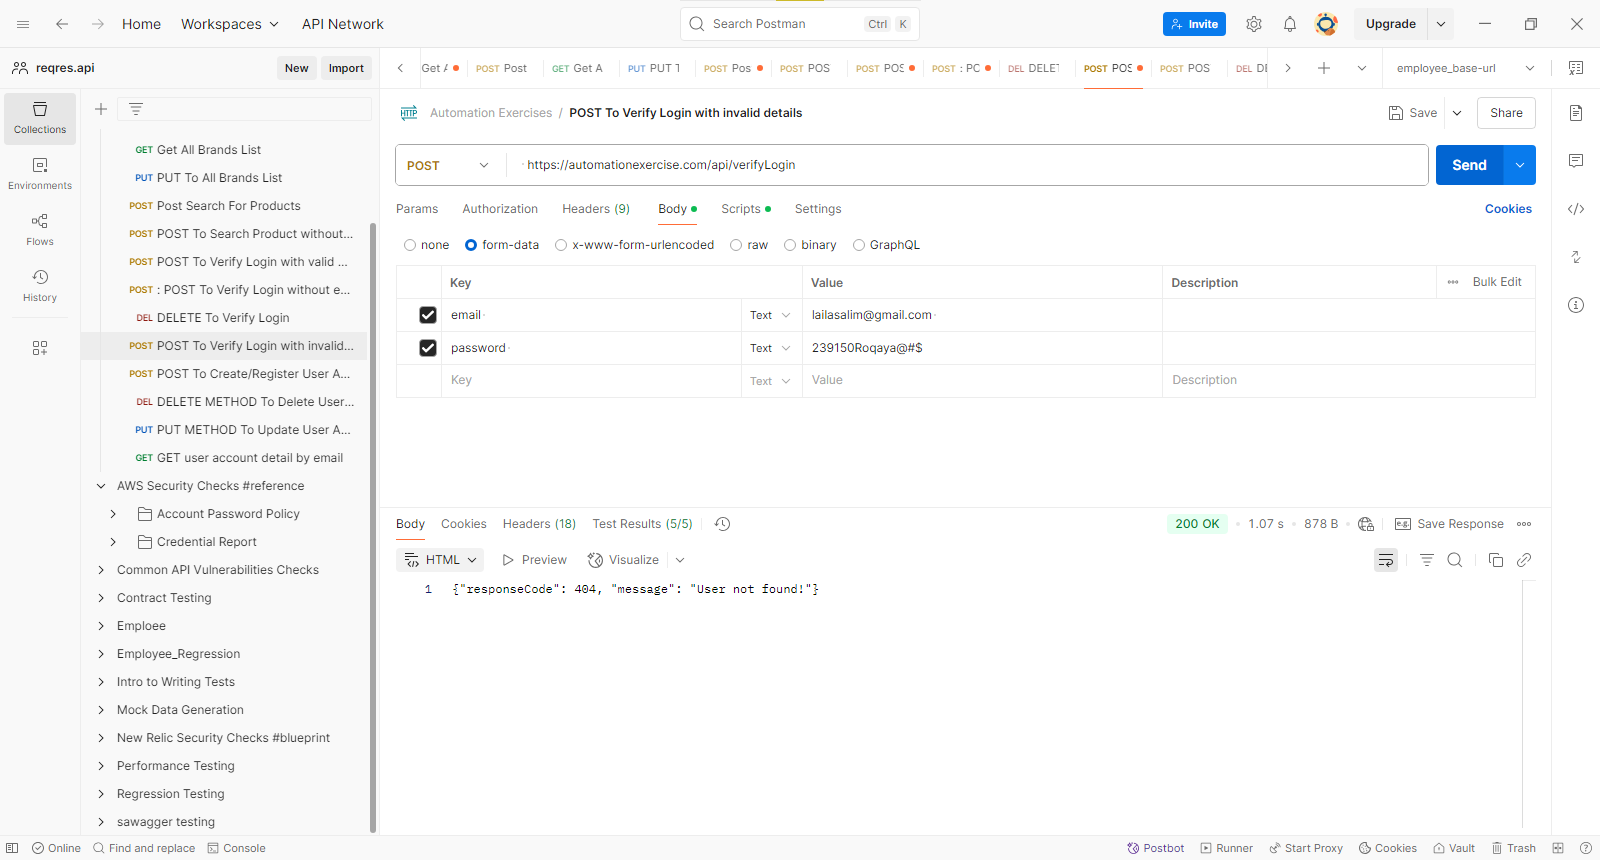 Home Workspaces API Network Search Postman Ctrl K Invite Upgrade
reqres.api New Import Get A POST Post GET Get A PUT PUT T POST Pos POST POS POST POS POST : PC DEL DELET POST POS POST POS DEL DE employee_base-url
Collections
Environments
Flows
History
GET Get All Brands List
PUT PUT To All Brands List
POST Post Search For Products
POST POST To Search Product without...
POST POST To Verify Login with valid ...
POST : POST To Verify Login without e...
DEL DELETE To Verify Login
POST POST To Verify Login with invalid...
POST POST To Create/Register User A...
DEL DELETE METHOD To Delete User...
PUT PUT METHOD To Update User A...
GET GET user account detail by email
AWS Security Checks #reference
Account Password Policy
Credential Report
Common API Vulnerabilities Checks
Contract Testing
Emploee
Employee_Regression
Intro to Writing Tests
Mock Data Generation
New Relic Security Checks #blueprint
Performance Testing
Regression Testing
sawagger testing
HTTP Automation Exercises / POST To Verify Login with invalid details Save Share
POST https://automationexercise.com/api/verifyLogin Send
Params Authorization Headers (9) Body Scripts Settings Cookies
none form-data x-www-form-urlencoded raw binary GraphQL
Key Value Description Bulk Edit
email Text lailasalim@gmail.com
password Text 239150Roqaya@#$
Key Text Value Description
Body Cookies Headers (18) Test Results (5/5) 200 OK 1.07 s 878 B e.g. Save Response
HTML Preview Visualize
1 {"responseCode": 404, "message": "User not found!"}
Online Find and replace Console Postbot Runner Start Proxy Cookies Vault Trash